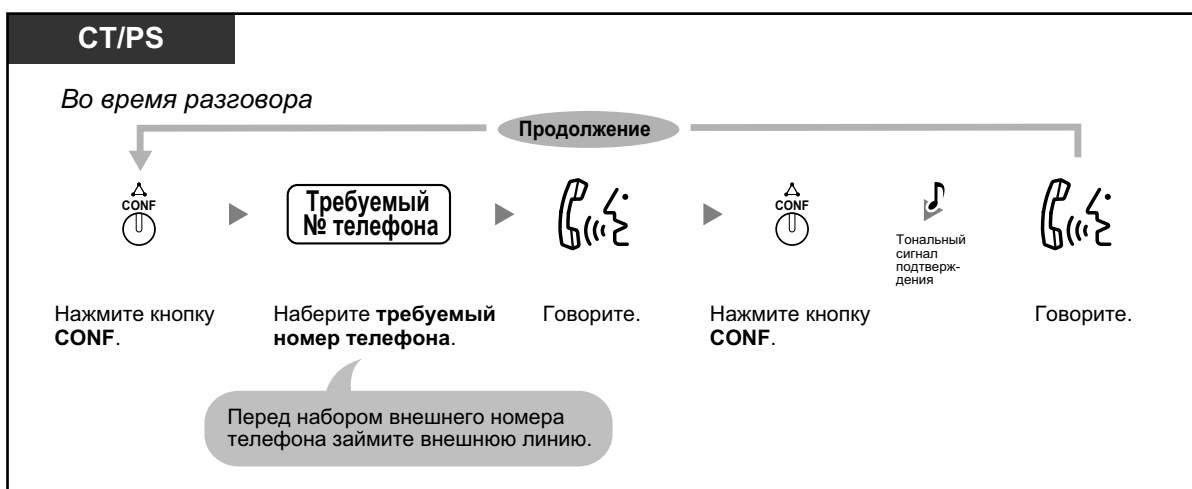 CT/PS
Во время разговора
Продолжение
CONF
Требуемый
№ телефона
CONF
Тональный
сигнал
подтверж-
дения
Нажмите кнопку
CONF.
Наберите требуемый
номер телефона.
Говорите.
Нажмите кнопку
CONF.
Говорите.
Перед набором внешнего номера
телефона займите внешнюю линию.